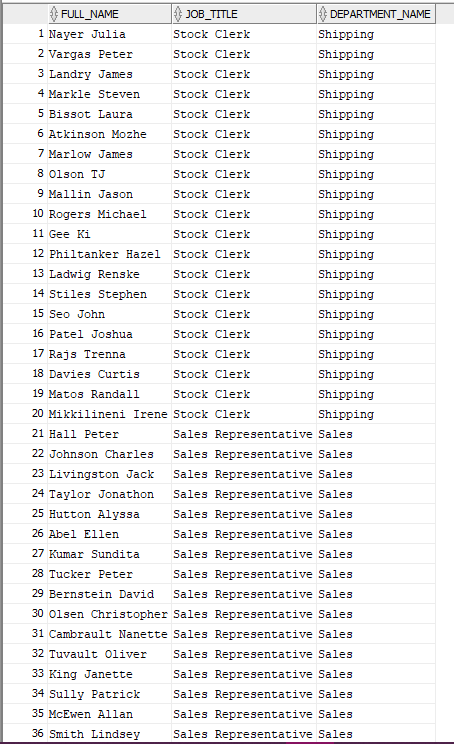 FULL_NAME JOB_TITLE DEPARTMENT_NAME
1 Nayer Julia Stock Clerk Shipping
2 Vargas Peter Stock Clerk Shipping
3 Landry James Stock Clerk Shipping
4 Markle Steven Stock Clerk Shipping
5 Bissot Laura Stock Clerk Shipping
6 Atkinson Mozhe Stock Clerk Shipping
7 Marlow James Stock Clerk Shipping
8 Olson TJ Stock Clerk Shipping
9 Mallin Jason Stock Clerk Shipping
10 Rogers Michael Stock Clerk Shipping
11 Gee Ki Stock Clerk Shipping
12 Philtanker Hazel Stock Clerk Shipping
13 Ladwig Renske Stock Clerk Shipping
14 Stiles Stephen Stock Clerk Shipping
15 Seo John Stock Clerk Shipping
16 Patel Joshua Stock Clerk Shipping
17 Rajs Trenna Stock Clerk Shipping
18 Davies Curtis Stock Clerk Shipping
19 Matos Randall Stock Clerk Shipping
20 Mikkilineni Irene Stock Clerk Shipping
21 Hall Peter Sales Representative Sales
22 Johnson Charles Sales Representative Sales
23 Livingston Jack Sales Representative Sales
24 Taylor Jonathon Sales Representative Sales
25 Hutton Alyssa Sales Representative Sales
26 Abel Ellen Sales Representative Sales
27 Kumar Sundita Sales Representative Sales
28 Tucker Peter Sales Representative Sales
29 Bernstein David Sales Representative Sales
30 Olsen Christopher Sales Representative Sales
31 Cambrault Nanette Sales Representative Sales
32 Tuvault Oliver Sales Representative Sales
33 King Janette Sales Representative Sales
34 Sully Patrick Sales Representative Sales
35 McEwen Allan Sales Representative Sales
36 Smith Lindsey Sales Representative Sales